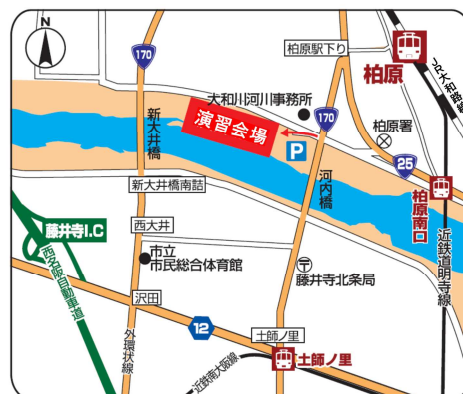 N
170
柏原駅下り
柏原
JR大和路線
大和川河川事務所
演習会場
170
新大井橋
P
柏原署
25
河内橋
柏原南口
新大井橋南詰
藤井寺I.C
西大井
市立
市民総合体育館
〒
藤井寺北条局
近鉄道明寺線
西名阪自動車道
沢田
12
外環状線
土師ノ里
土師ノ里
近鉄南大阪線